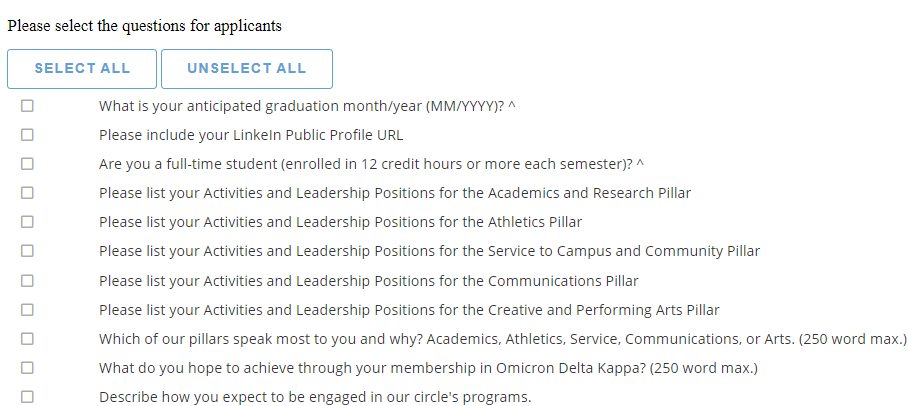 Please select the questions for applicants
SELECT ALL UNSELECT ALL
What is your anticipated graduation month/year (MM/YYYY)? ^
Please include your LinkeIn Public Profile URL
Are you a full-time student (enrolled in 12 credit hours or more each semester)? ^
Please list your Activities and Leadership Positions for the Academics and Research Pillar
Please list your Activities and Leadership Positions for the Athletics Pillar
Please list your Activities and Leadership Positions for the Service to Campus and Community Pillar
Please list your Activities and Leadership Positions for the Communications Pillar
Please list your Activities and Leadership Positions for the Creative and Performing Arts Pillar
Which of our pillars speak most to you and why? Academics, Athletics, Service, Communications, or Arts. (250 word max.)
What do you hope to achieve through your membership in Omicron Delta Kappa? (250 word max.)
Describe how you expect to be engaged in our circle's programs.